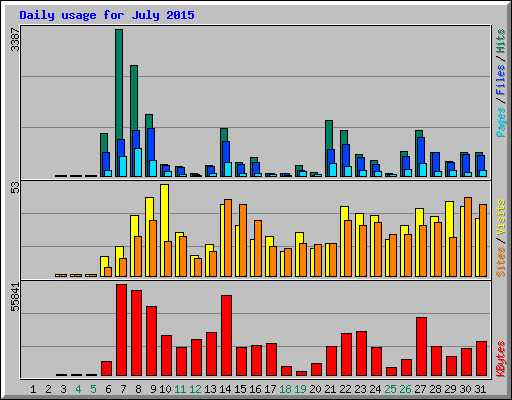 Daily usage for July 2015
3387
Pages / Files / Hits
53
Sites / Visits
55841
KBytes
1 2 3 4 5 6 7 8 9 10 11 12 13 14 15 16 17 18 19 20 21 22 23 24 25 26 27 28 29 30 31